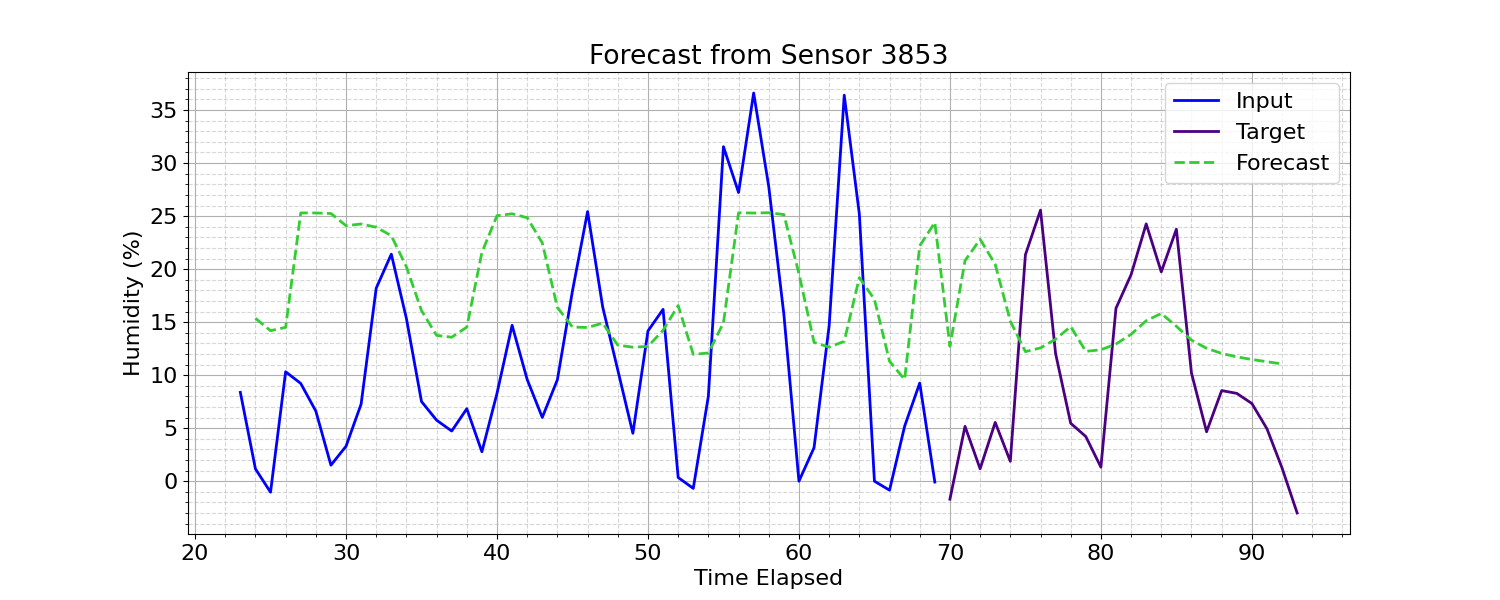 Forecast from Sensor 3853
Humidity (%)
35
30
25
20
15
10
5
0
Input
Target
Forecast
20 30 40 50 60 70 80 90
Time Elapsed